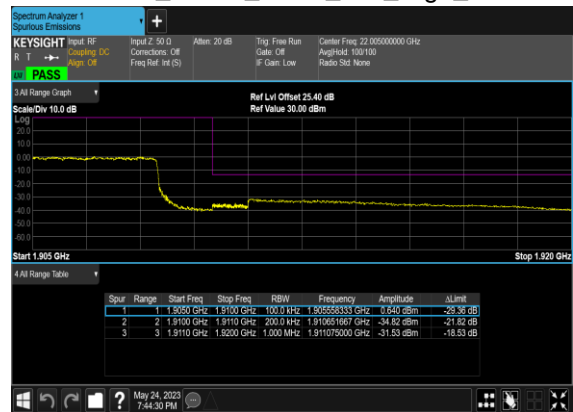 Spectrum Analyzer 1
Spurious Emissions
KEYSIGHT Input: RF Input Z: 50 Ω Atten: 20 dB Trig: Free Run Center Freq: 22.005000000 GHz
R T Coupling: DC Corrections: Off Gate: Off Avg|Hold: 100/100
Align: Off Freq Ref: Int (S) IF Gain: Low Radio Std: None
PASS
3 All Range Graph
Ref Lvl Offset 25.40 dB
Scale/Div 10.0 dB Ref Value 30.00 dBm
Log
20.0
10.0
0.00
-10.0
-20.0
-30.0
-40.0
-50.0
-60.0
Start 1.905 GHz Stop 1.920 GHz
4 All Range Table
Spur Range Start Freq Stop Freq RBW Frequency Amplitude ΔLimit
1 1 1.9050 GHz 1.9100 GHz 100.0 kHz 1.905558333 GHz 0.640 dBm -29.36 dB
2 2 1.9100 GHz 1.9110 GHz 200.0 kHz 1.910651667 GHz -34.82 dBm -21.82 dB
3 3 1.9110 GHz 1.9200 GHz 1.000 MHz 1.911075000 GHz -31.53 dBm -18.53 dB
? May 24, 2023
7:44:30 PM